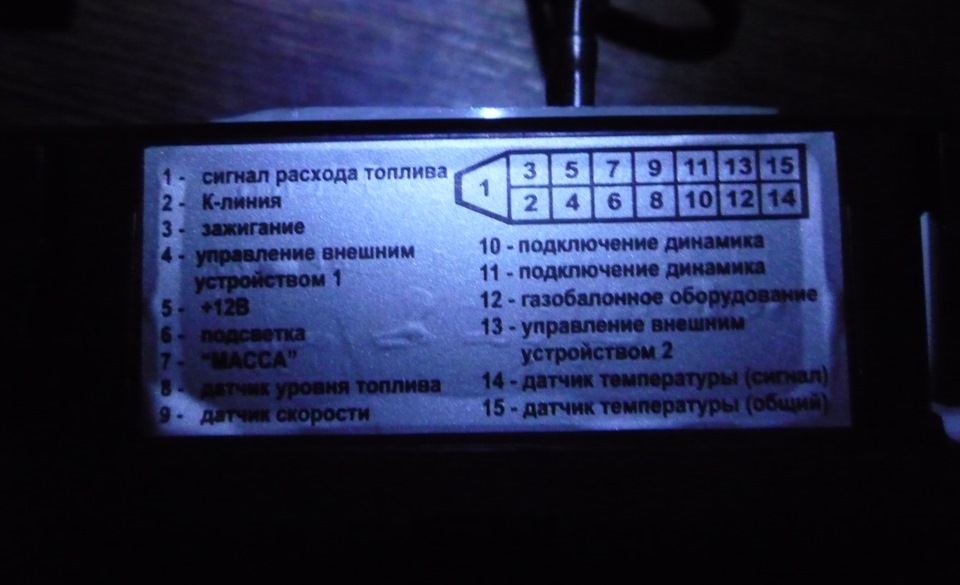 1 - сигнал расхода топлива
2 - К-линия
3 - зажигание
4 - управление внешним
устройством 1
5 - +12В
6 - подсветка
7 - "МАССА"
8 - датчик уровня топлива
9 - датчик скорости
3 5 7 9 11 13 15
1
2 4 6 8 10 12 14
10 - подключение динамика
11 - подключение динамика
12 - газобалонное оборудование
13 - управление внешним
устройством 2
14 - датчик температуры (сигнал)
15 - датчик температуры (общий)